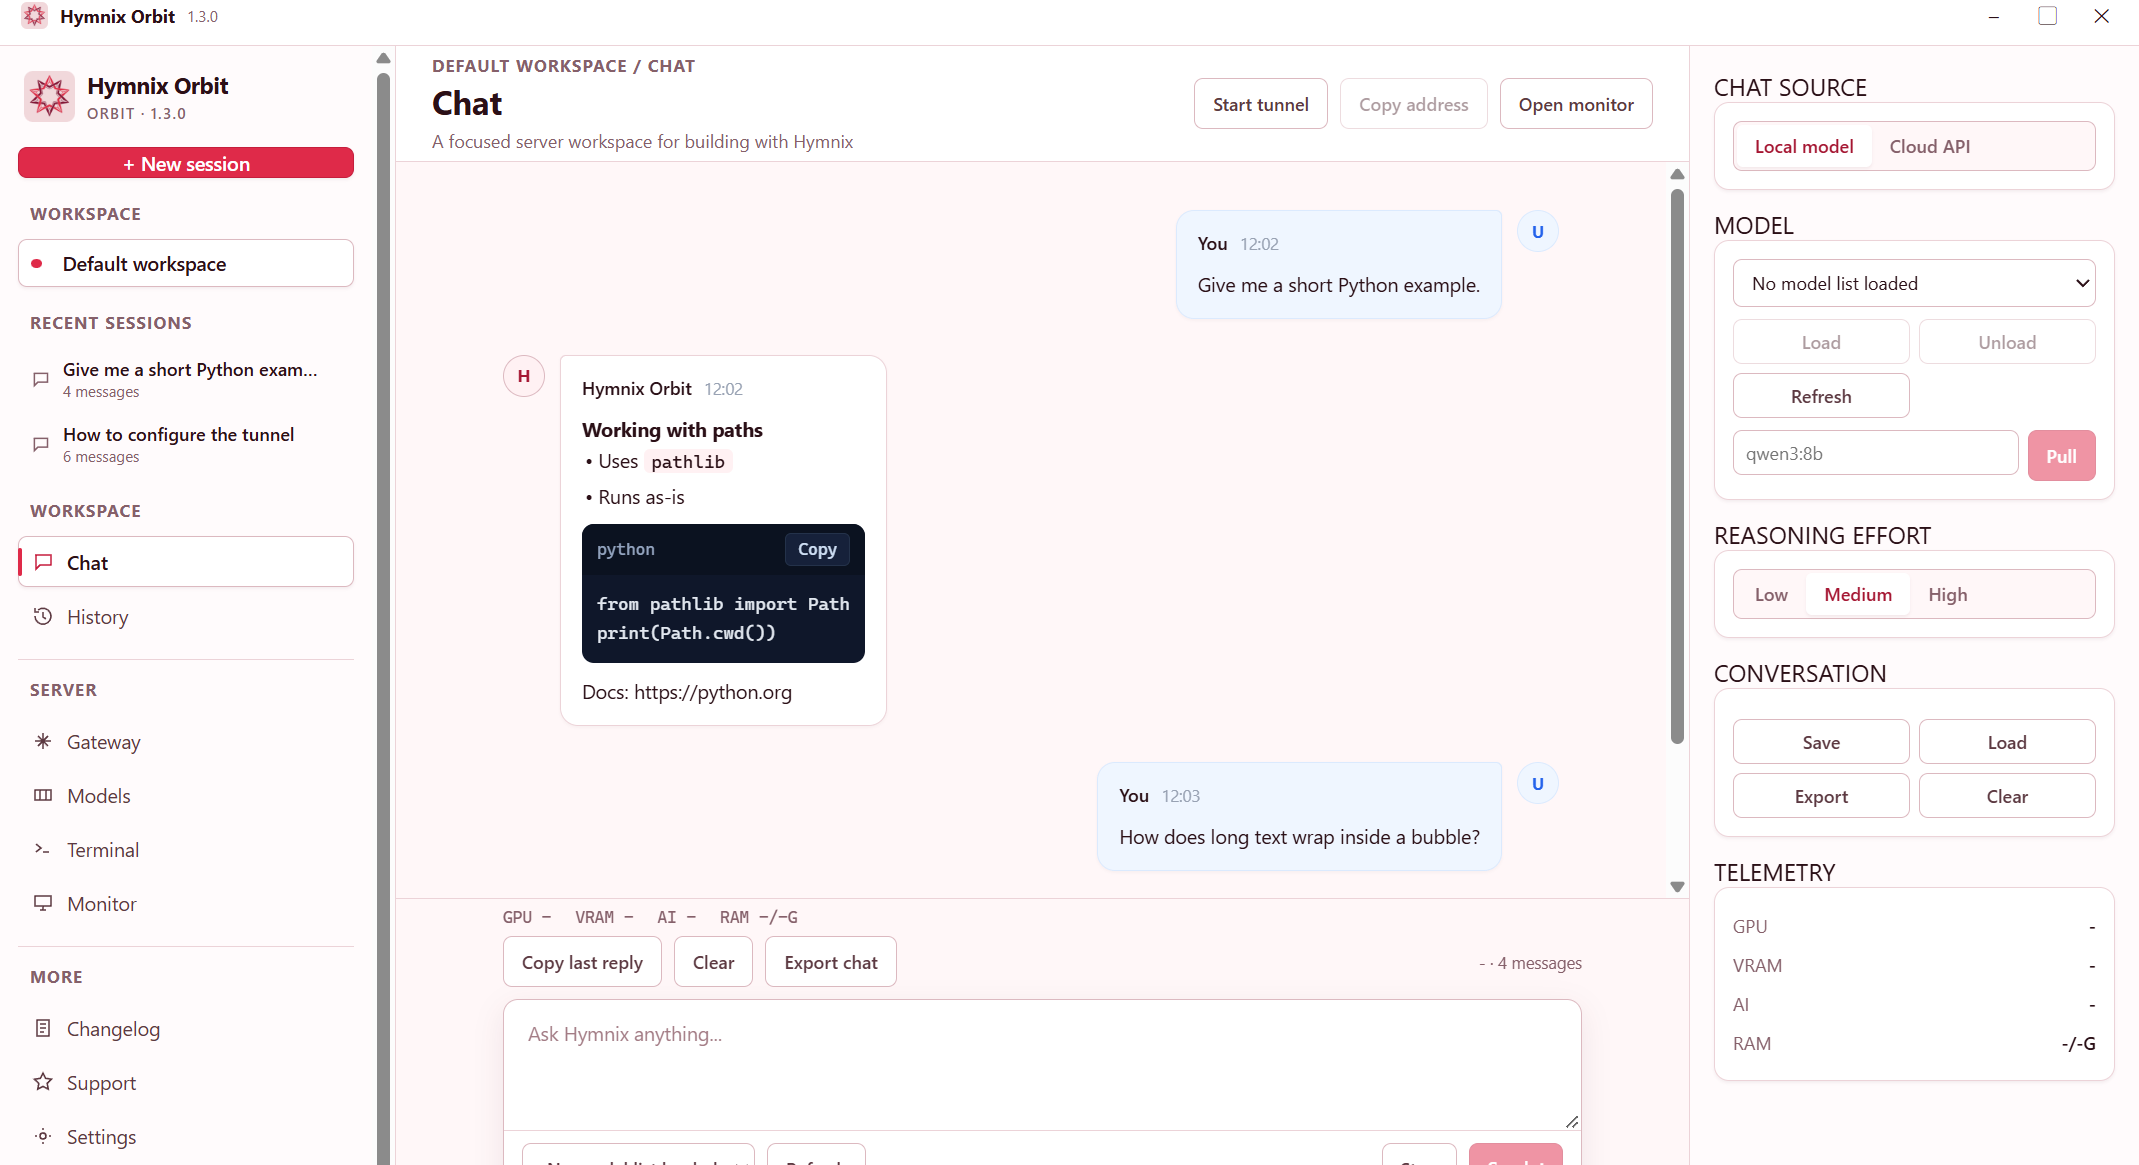 Hymnix Orbit 1.3.0
Hymnix Orbit
ORBIT · 1.3.0
+ New session
WORKSPACE
Default workspace
RECENT SESSIONS
Give me a short Python exam...
4 messages
How to configure the tunnel
6 messages
WORKSPACE
Chat
History
SERVER
Gateway
Models
Terminal
Monitor
MORE
Changelog
Support
Settings
DEFAULT WORKSPACE / CHAT
Chat
A focused server workspace for building with Hymnix
Start tunnel
Copy address
Open monitor
You 12:02
U
Give me a short Python example.
H
Hymnix Orbit 12:02
Working with paths
• Uses pathlib
• Runs as-is
python
Copy
from pathlib import Path
print(Path.cwd())
Docs: https://python.org
You 12:03
U
How does long text wrap inside a bubble?
GPU – VRAM – AI – RAM –/–G
Copy last reply
Clear
Export chat
- · 4 messages
Ask Hymnix anything...
CHAT SOURCE
Local model
Cloud API
MODEL
No model list loaded
Load
Unload
Refresh
qwen3:8b
Pull
REASONING EFFORT
Low
Medium
High
CONVERSATION
Save
Load
Export
Clear
TELEMETRY
GPU -
VRAM -
AI -
RAM -/-G